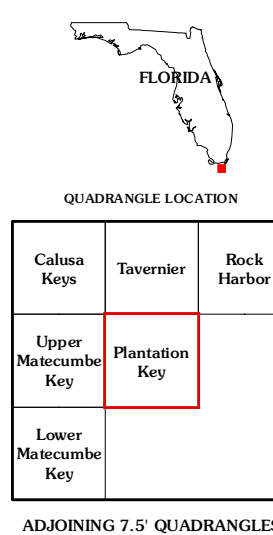 FLORIDA
QUADRANGLE LOCATION
Calusa
Keys
Tavernier
Rock
Harbor
Upper
Matecumbe
Key
Plantation
Key
Lower
Matecumbe
Key
ADJOINING 7.5' QUADRANGLES